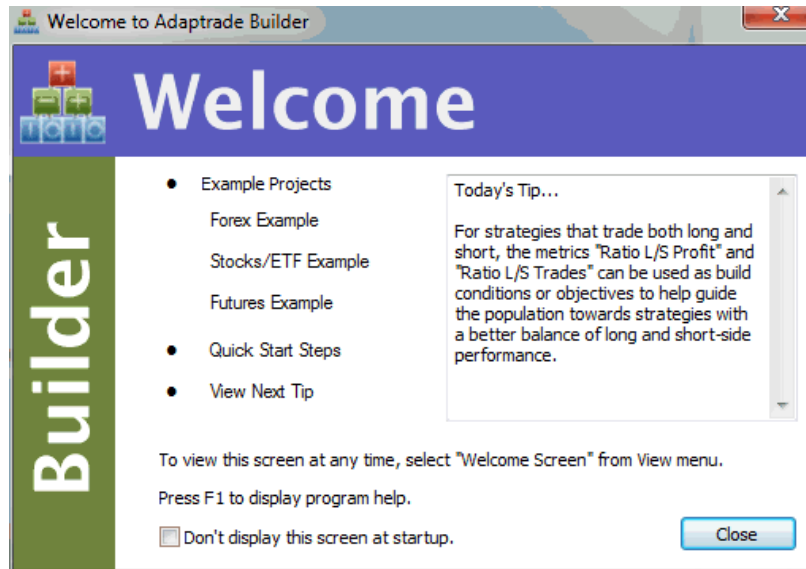 Welcome to Adaptrade Builder
Welcome
Builder
Example Projects
Forex Example
Stocks/ETF Example
Futures Example
Quick Start Steps
View Next Tip
Today's Tip...
For strategies that trade both long and
short, the metrics "Ratio L/S Profit" and
"Ratio L/S Trades" can be used as build
conditions or objectives to help guide
the population towards strategies with
a better balance of long and short-side
performance.
To view this screen at any time, select "Welcome Screen" from View menu.
Press F1 to display program help.
Don't display this screen at startup.
Close